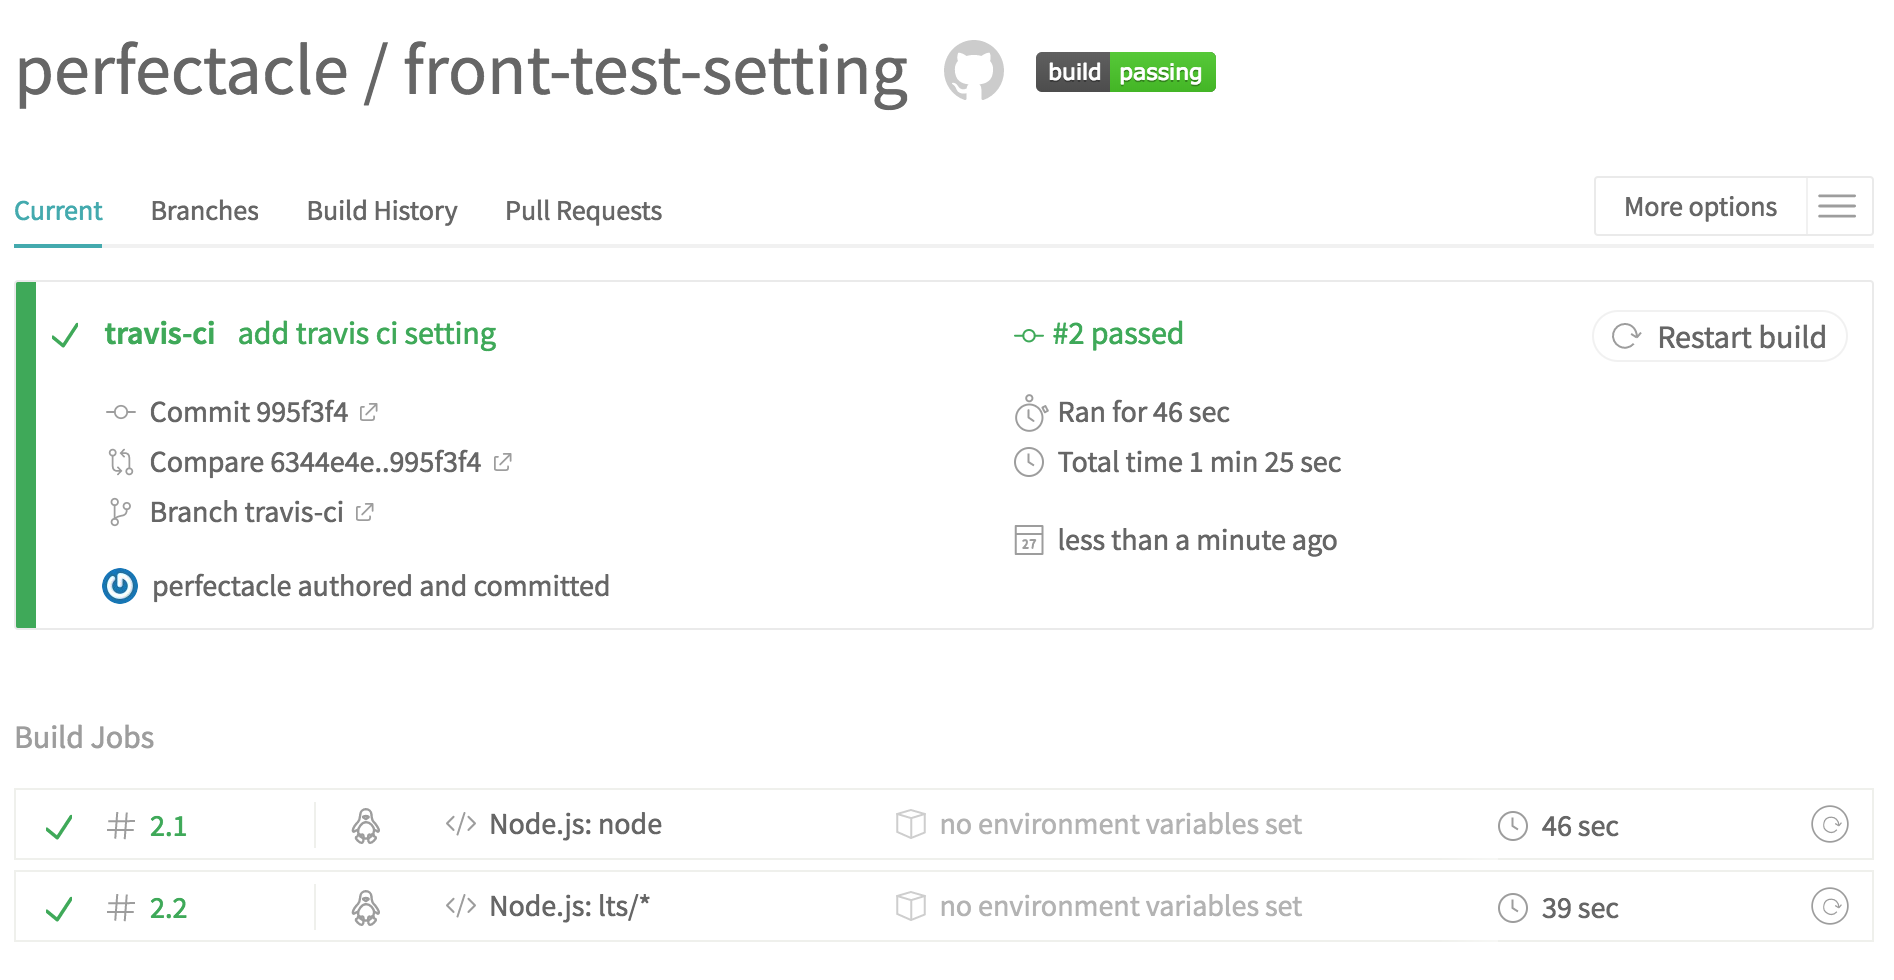 perfectacle / front-test-setting build passing
Current Branches Build History Pull Requests More options
travis-ci add travis ci setting
Commit 995f3f4
Compare 6344e4e..995f3f4
Branch travis-ci
perfectacle authored and committed
#2 passed
Ran for 46 sec
Total time 1 min 25 sec
27 less than a minute ago
Restart build
Build Jobs
# 2.1 </> Node.js: node no environment variables set 46 sec
# 2.2 </> Node.js: lts/* no environment variables set 39 sec